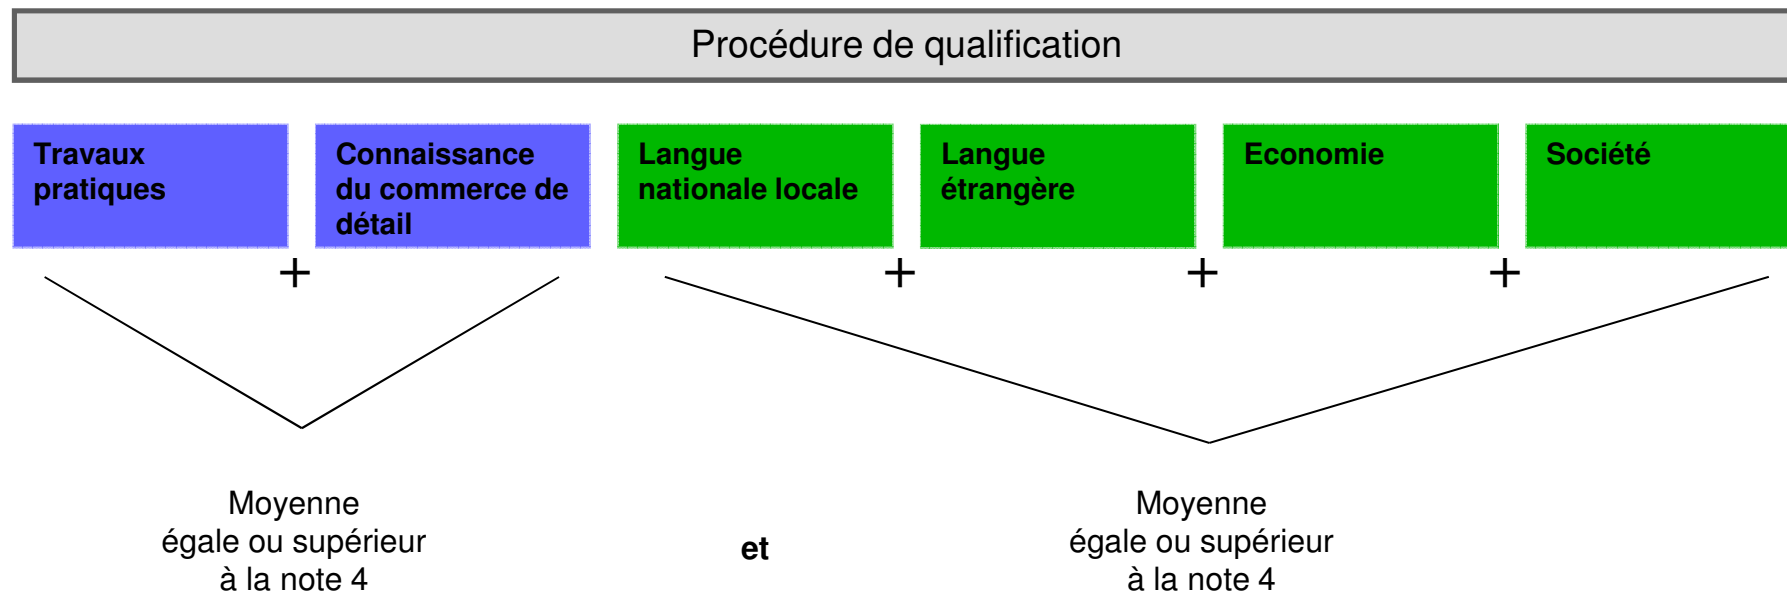 Procédure de qualification
Travaux
pratiques
Connaissance
du commerce de
détail
Langue
nationale locale
Langue
étrangère
Economie
Société
+
+
+
+
Moyenne
égale ou supérieur
à la note 4
et
Moyenne
égale ou supérieur
à la note 4